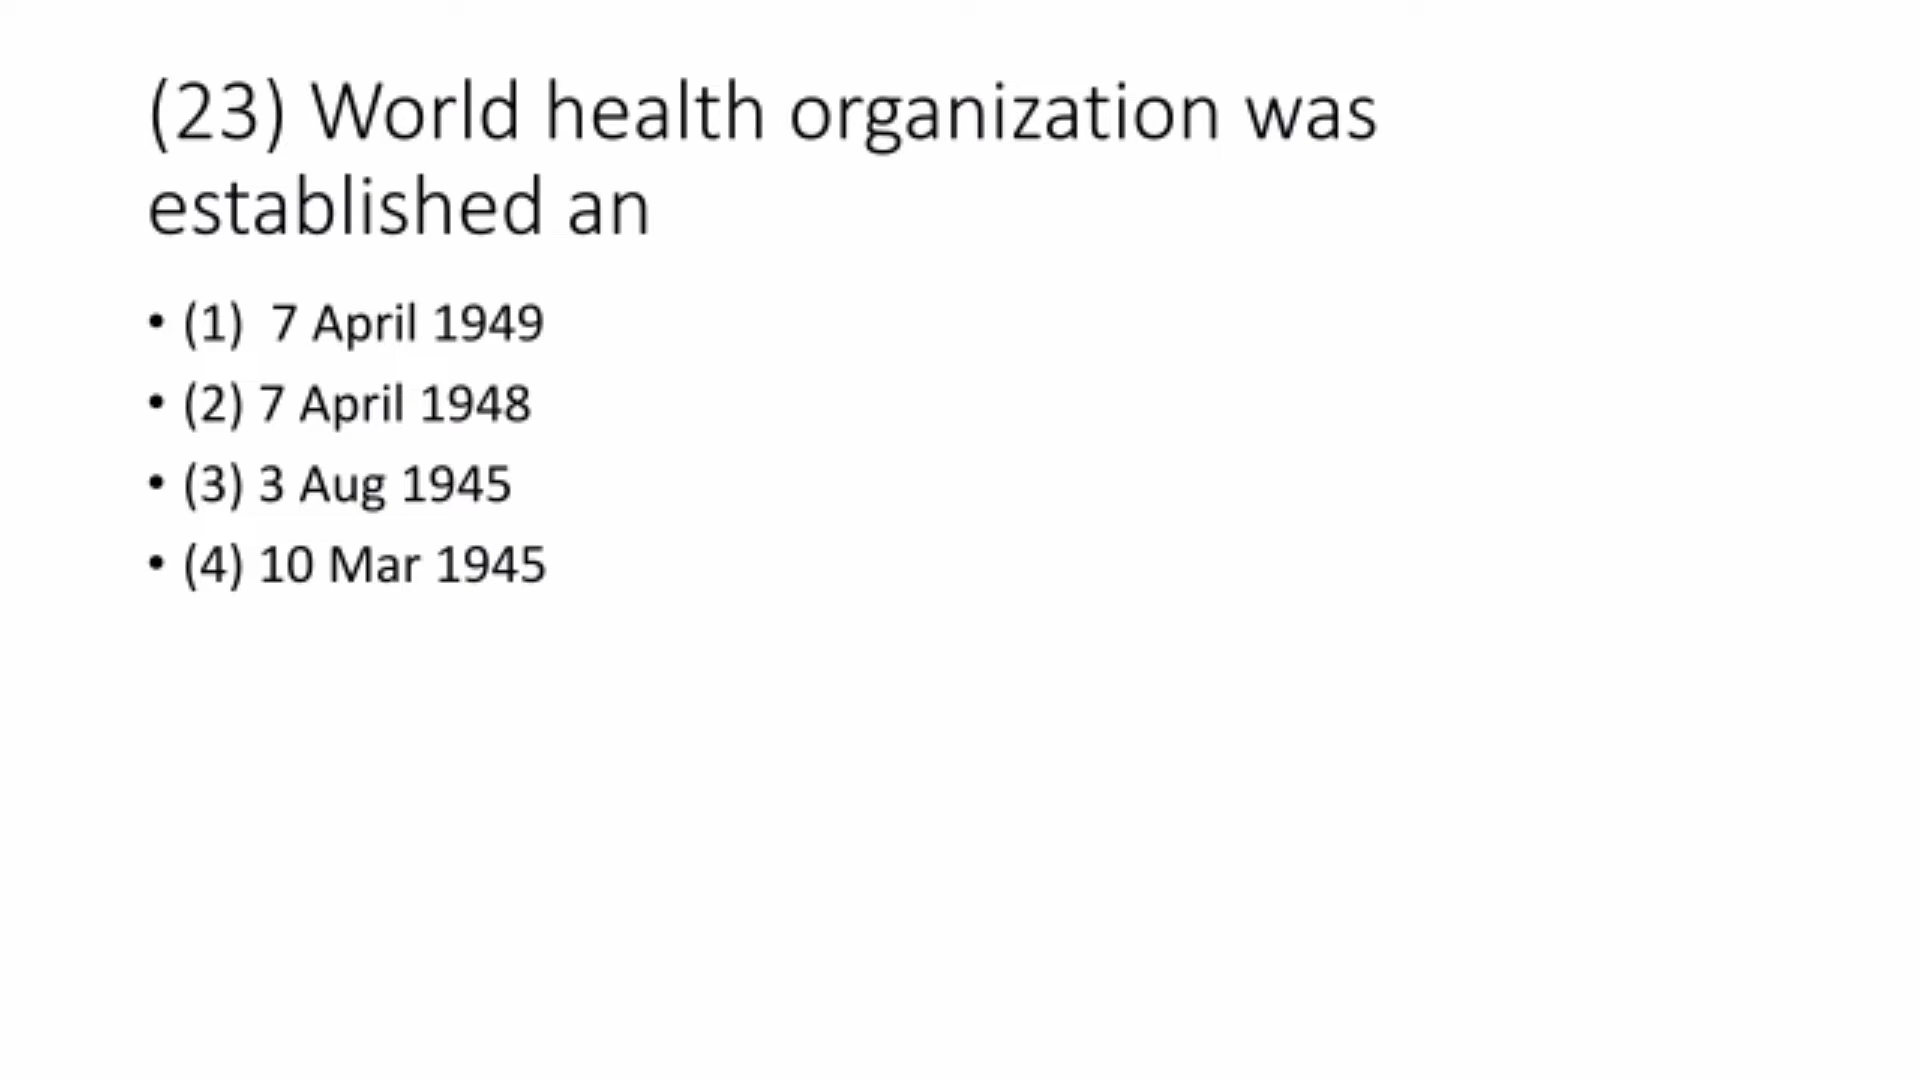 (23) World health organization was
established an
• (1)  7 April 1949
• (2) 7 April 1948
• (3) 3 Aug 1945
• (4) 10 Mar 1945